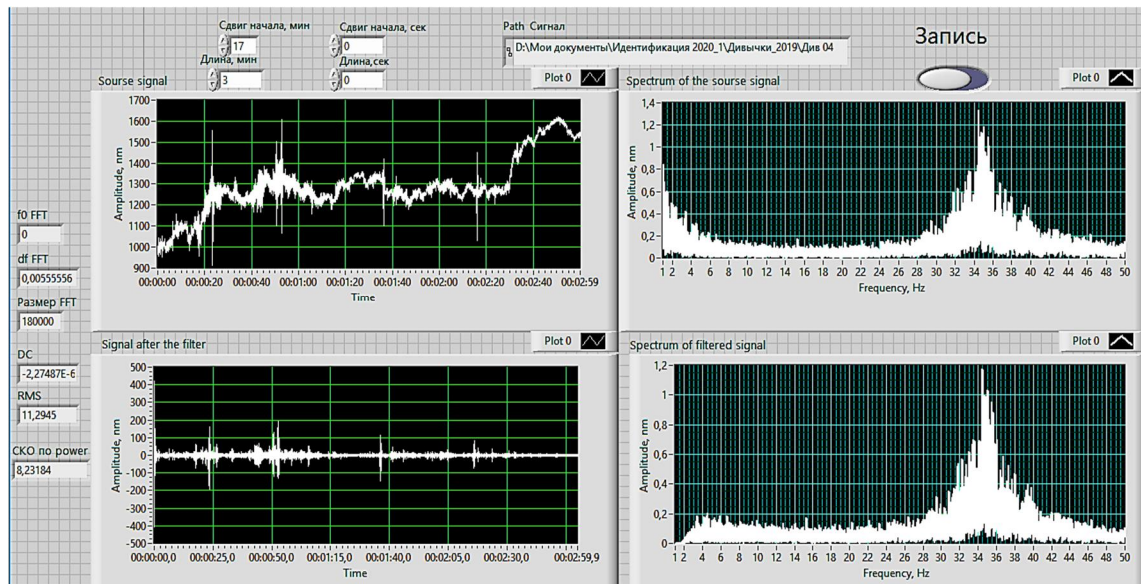 Сдвиг начала, мин
Сдвиг начала, сек
Path Сигнал
Запись
17
0
D:\Мои документы\Идентификация 2020_1\Дивычки_2019\Див 04
Длина, мин
Длина,сек
3
0
Sourse signal
Plot 0
1700
1600
1500
1400
1300
1200
1100
1000
900
Amplitude, nm
00:00:00 00:00:20 00:00:40 00:01:00 00:01:20 00:01:40 00:02:00 00:02:20 00:02:40 00:02:59
Time
Spectrum of the sourse signal
Plot 0
1,4
1,2
1
0,8
0,6
0,4
0,2
0
Amplitude, nm
1 2 4 6 8 10 12 14 16 18 20 22 24 26 28 30 32 34 36 38 40 42 44 46 48 50
Frequency, Hz
f0 FFT
0
df FFT
0,00555556
Размер FFT
180000
DC
-2,27487E-6
RMS
11,2945
СКО по power
8,23184
Signal after the filter
Plot 0
500
400
300
200
100
0
-100
-200
-300
-400
-500
Amplitude, nm
00:00:00,0 00:00:25,0 00:00:50,0 00:01:15,0 00:01:40,0 00:02:05,0 00:02:30,0 00:02:59,9
Time
Spectrum of filtered signal
Plot 0
1,2
1
0,8
0,6
0,4
0,2
0
Amplitude, nm
1 2 4 6 8 10 12 14 16 18 20 22 24 26 28 30 32 34 36 38 40 42 44 46 48 50
Frequency, Hz